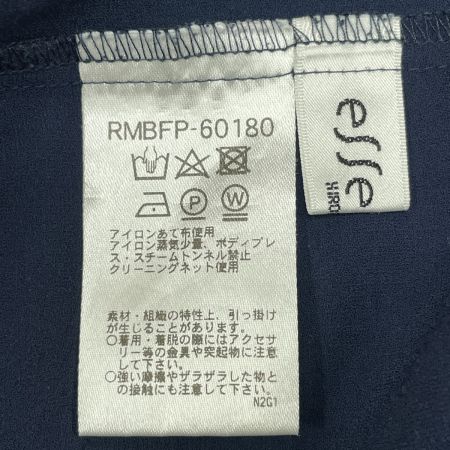 RMBFP-60180
アイロンあて布使用
アイロン蒸気少量、ボディプレ
ス・スチームトンネル禁止
クリーニングネット使用
素材・組織の特性上、引っ掛け
が生じることがあります。
○着用・着脱の際にはアクセサ
リー等の金具や突起物に注意
して下さい。
○強い摩擦やザラザラした物と
の接触は避けて下さい。
N2G1
esse